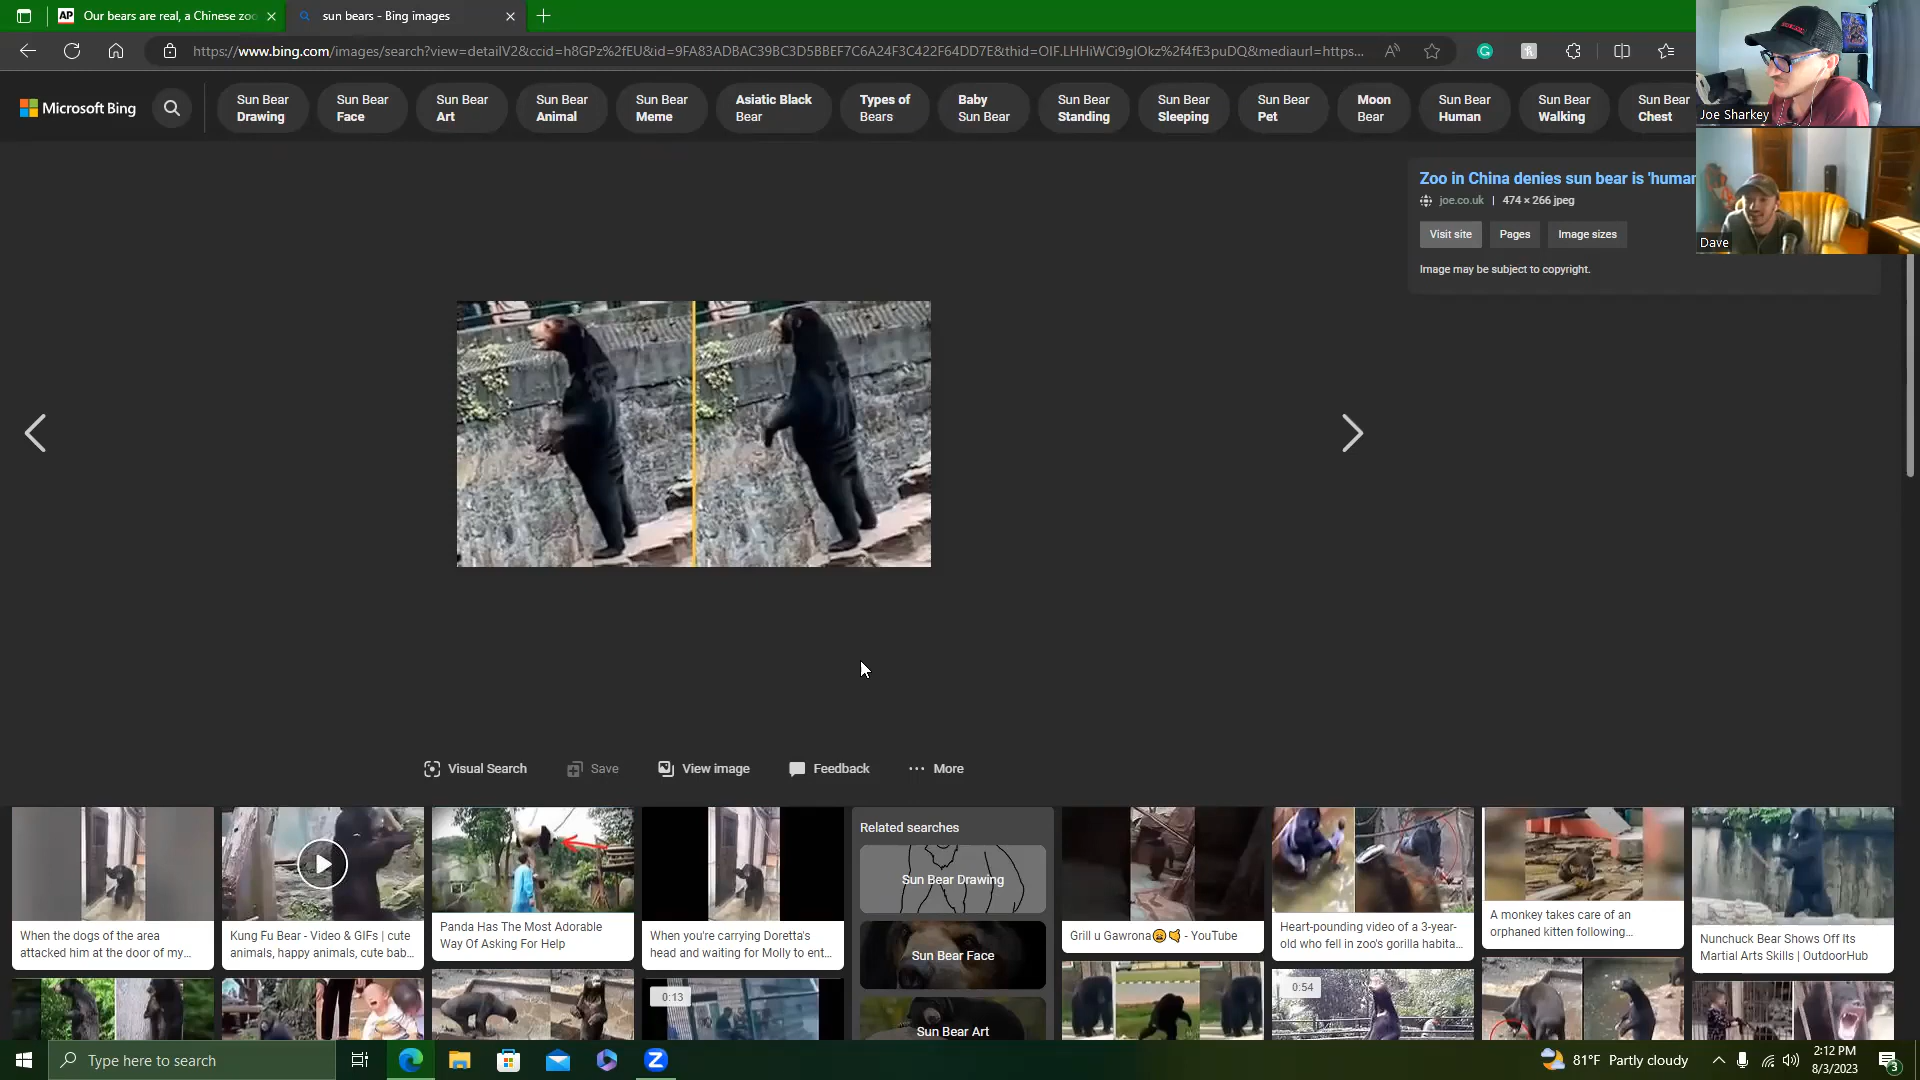 Our bears are real, a Chinese zoo
sun bears - Bing images
https://www.bing.com/images/search?view=detailV2&ccid=h8GPz%2fEU&id=9FA83ADBAC39BC3D5BBEF7C6A24F3C422F64DD7E&thid=OIF.LHHiWCi9glOkz%2f4fE3puDQ&mediaurl=https...
Joe Sharkey
Microsoft Bing
Sun Bear
Drawing
Sun Bear
Face
Sun Bear
Art
Sun Bear
Animal
Sun Bear
Meme
Asiatic Black
Bear
Types of
Bears
Baby
Sun Bear
Sun Bear
Standing
Sun Bear
Sleeping
Sun Bear
Pet
Moon
Bear
Sun Bear
Human
Sun Bear
Walking
Sun Bear
Chest
Zoo in China denies sun bear is 'human
joe.co.uk | 474 × 266 jpeg
Visit site
Pages
Image sizes
Image may be subject to copyright.
Dave
Visual Search
Save
View image
Feedback
More
When the dogs of the area
attacked him at the door of my...
Kung Fu Bear - Video & GIFs | cute
animals, happy animals, cute bab...
Panda Has The Most Adorable
Way Of Asking For Help
When you're carrying Doretta's
head and waiting for Molly to ent...
Related searches
Sun Bear Drawing
Sun Bear Face
Sun Bear Art
Grill u Gawrona - YouTube
Heart-pounding video of a 3-year-
old who fell in zoo's gorilla habita...
A monkey takes care of an
orphaned kitten following...
Nunchuck Bear Shows Off Its
Martial Arts Skills | OutdoorHub
0:13
0:54
Type here to search
81°F Partly cloudy
2:12 PM
8/3/2023
3